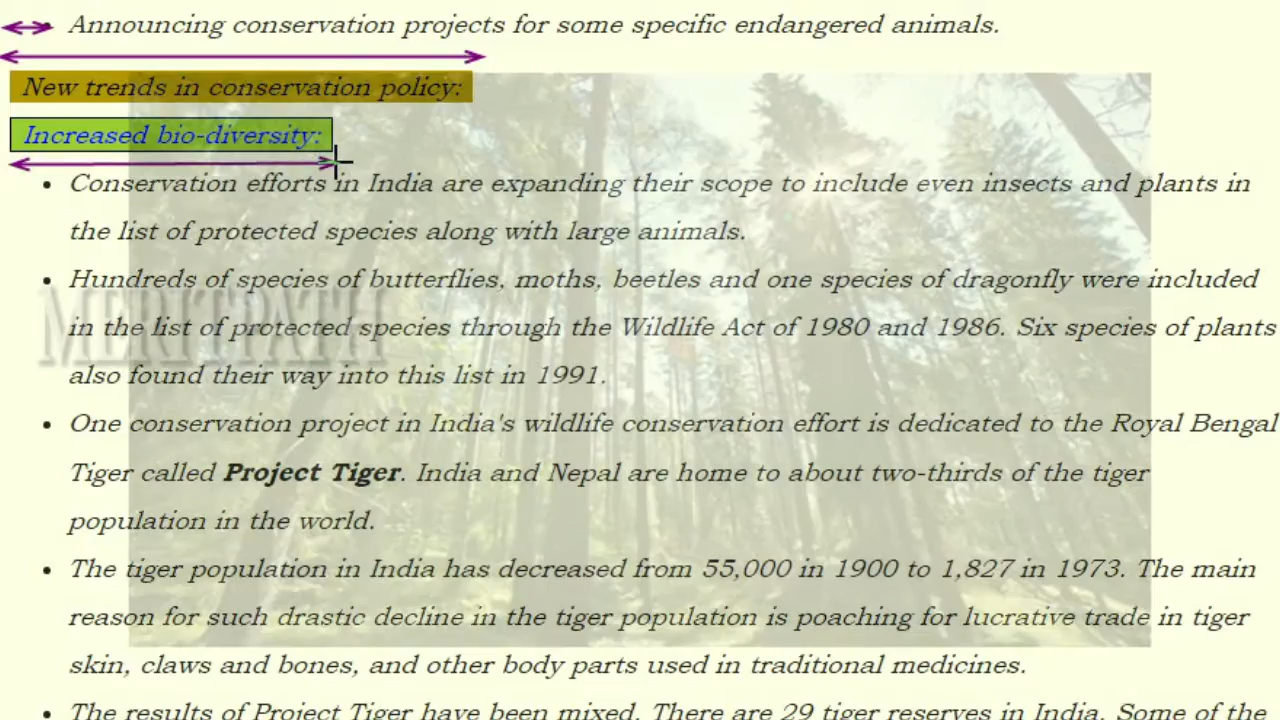 Announcing conservation projects for some specific endangered animals.
New trends in conservation policy:
Increased bio-diversity:
• Conservation efforts in India are expanding their scope to include even insects and plants in
the list of protected species along with large animals.
• Hundreds of species of butterflies, moths, beetles and one species of dragonfly were included
in the list of protected species through the Wildlife Act of 1980 and 1986. Six species of plants
also found their way into this list in 1991.
MERITPATH
• One conservation project in India's wildlife conservation effort is dedicated to the Royal Bengal
Tiger called Project Tiger. India and Nepal are home to about two-thirds of the tiger
population in the world.
• The tiger population in India has decreased from 55,000 in 1900 to 1,827 in 1973. The main
reason for such drastic decline in the tiger population is poaching for lucrative trade in tiger
skin, claws and bones, and other body parts used in traditional medicines.
• The results of Project Tiger have been mixed. There are 29 tiger reserves in India. Some of the